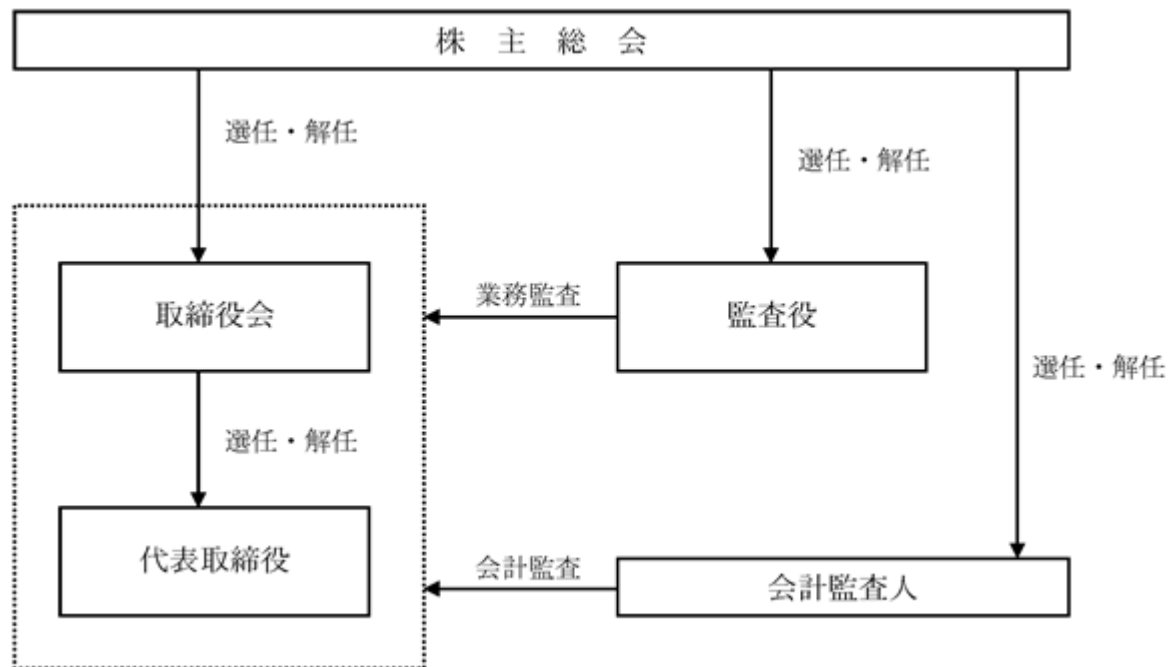 株 主 総 会
選任・解任
選任・解任
取締役会
業務監査
監査役
選任・解任
選任・解任
代表取締役
会計監査
会計監査人